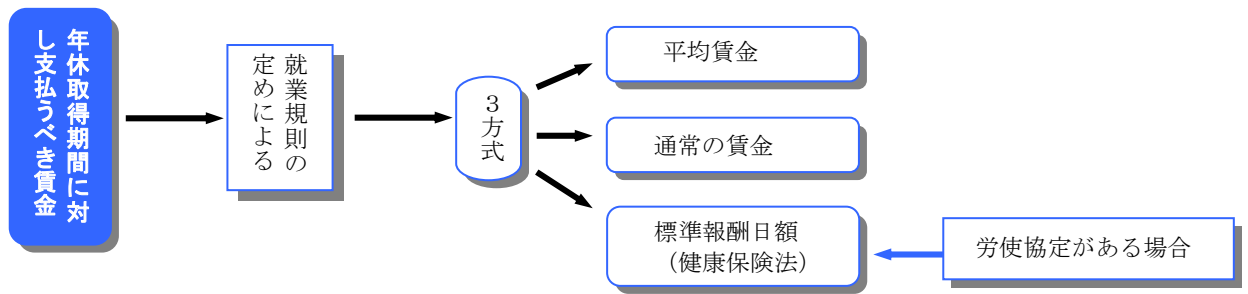 年休取得期間に対
し支払うべき賃金
就業規則の
定めによる
３方式
平均賃金
通常の賃金
標準報酬日額
（健康保険法）
労使協定がある場合